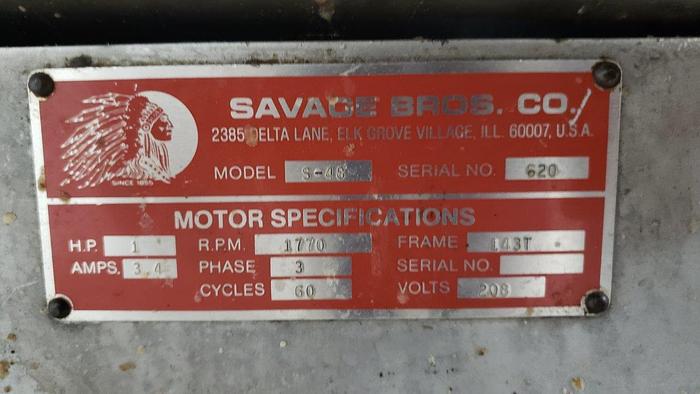 SAVAGE BROS. CO.
2385 DELTA LANE, ELK GROVE VILLAGE, ILL. 60007, U.S.A.
SINCE 1855
MODEL S-48 SERIAL NO. 620
MOTOR SPECIFICATIONS
H.P. 1 R.P.M. 1770 FRAME 143T
AMPS. 3.4 PHASE 3 SERIAL NO.
CYCLES 60 VOLTS 208